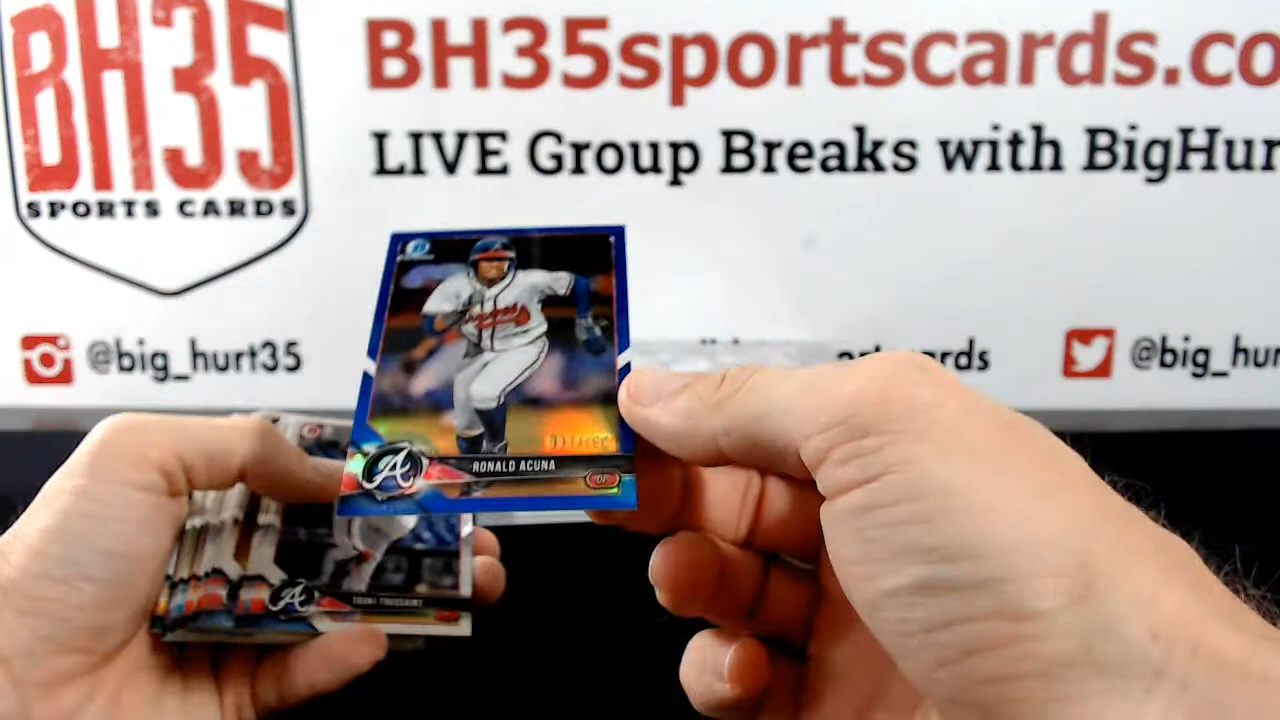 BH35
SPORTS CARDS
BH35sportscards.co
LIVE Group Breaks with BigHur
@big_hurt35
@big_hur
RONALD ACUNA
OF
TOUKI TOUSSAINT